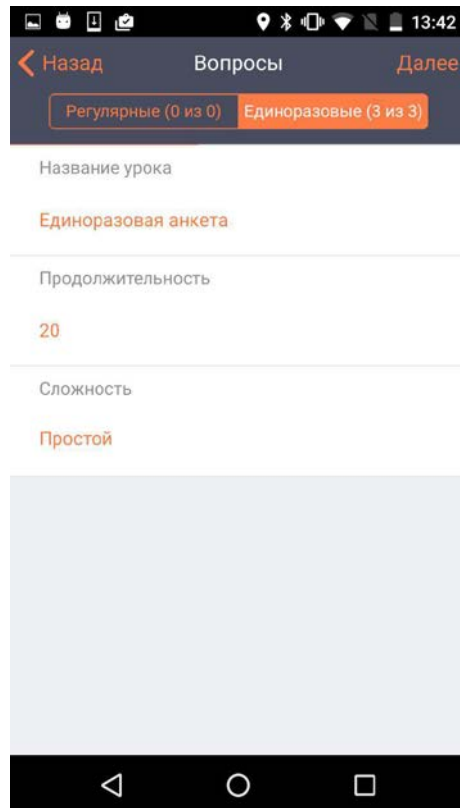 13:42
Назад Вопросы Далее
Регулярные (0 из 0) Единоразовые (3 из 3)
Название урока
Единоразовая анкета
Продолжительность
20
Сложность
Простой